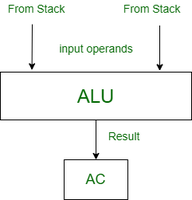 From Stack From Stack
input operands
ALU
Result
AC